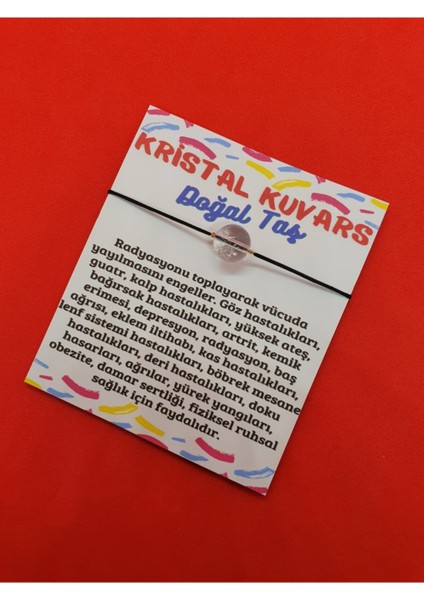 KRİSTAL KUVARS
Doğal Taş
Radyasyonu toplayarak vücuda
yayılmasını engeller. Göz hastalıkları,
guatr, kalp hastalıkları, yüksek ateş,
bağırsak hastalıkları, artrit, kemik
erimesi, depresyon, radyasyon, baş
ağrısı, eklem iltihabı, kas hastalıkları,
lenf sistemi hastalıkları, böbrek mesane
hastalıkları, deri hastalıkları, doku
hasarları, ağrılar, yürek yangıları,
obezite, damar sertliği, fiziksel ruhsal
sağlık için faydalıdır.